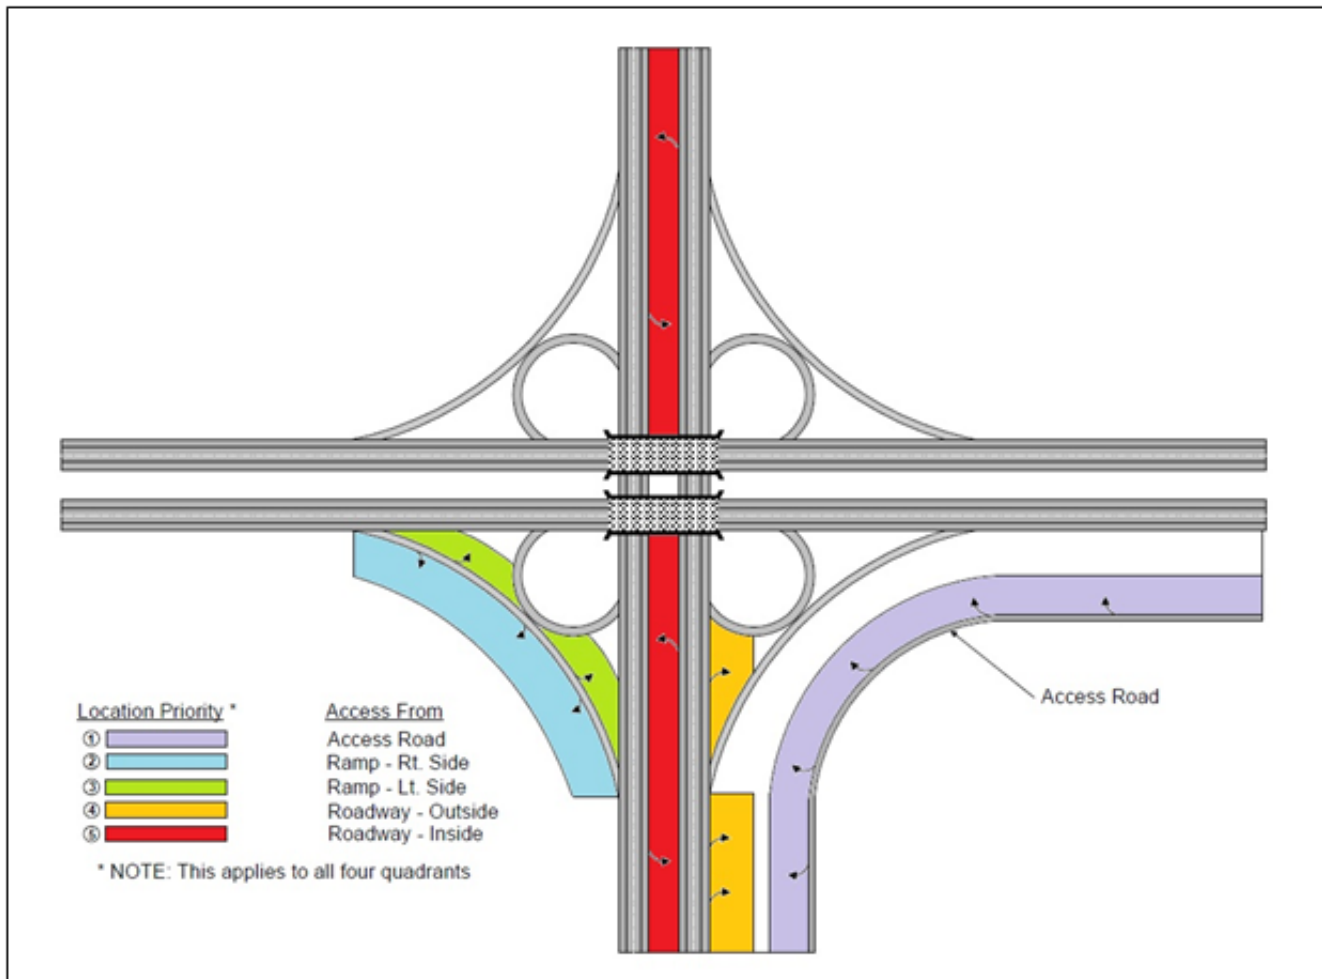 Access Road
Location Priority * Access From
① Access Road
② Ramp - Rt. Side
③ Ramp - Lt. Side
④ Roadway - Outside
⑤ Roadway - Inside
* NOTE: This applies to all four quadrants